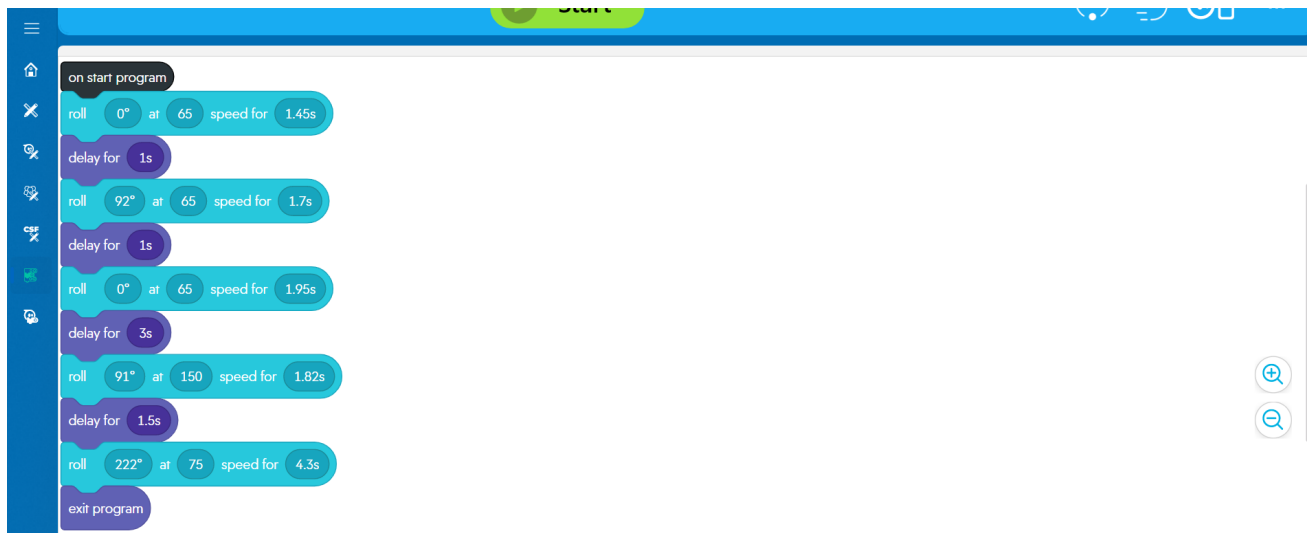 Start
CSF
on start program
roll 0° at 65 speed for 1.45s
delay for 1s
roll 92° at 65 speed for 1.7s
delay for 1s
roll 0° at 65 speed for 1.95s
delay for 3s
roll 91° at 150 speed for 1.82s
delay for 1.5s
roll 222° at 75 speed for 4.3s
exit program